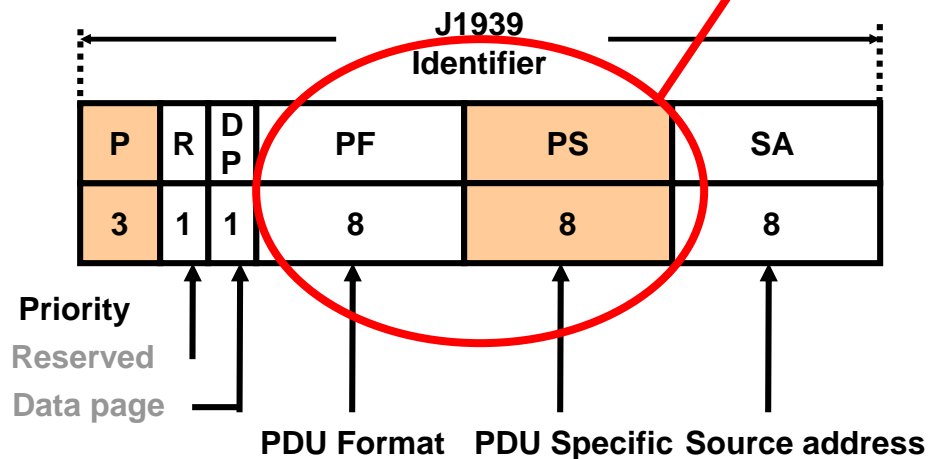 J1939
Identifier
P R D P PF PS SA
3 1 1 8 8 8
Priority
Reserved
Data page
PDU Format PDU Specific Source address